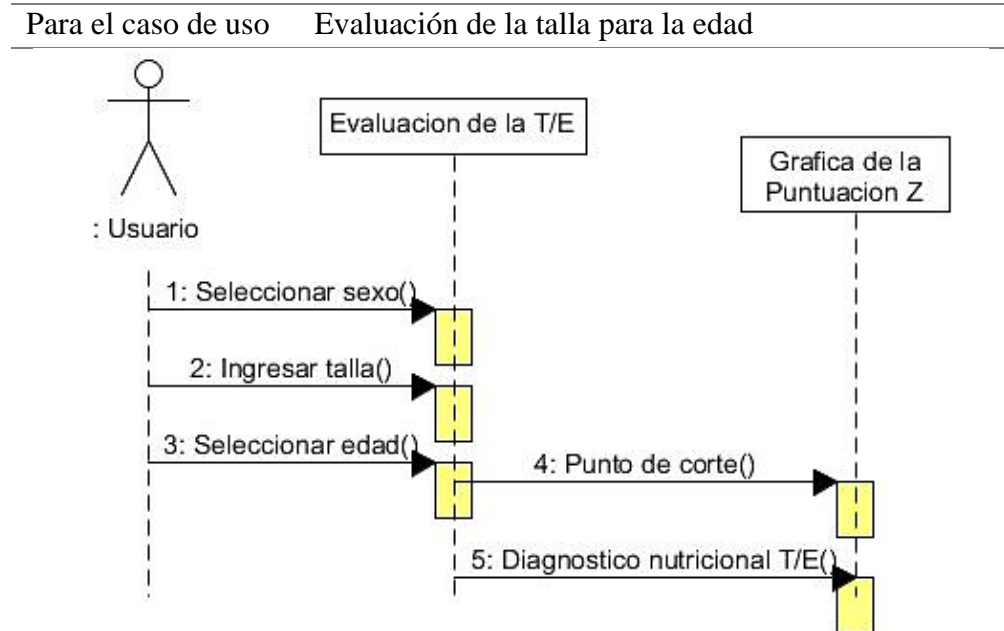 Para el caso de uso Evaluación de la talla para la edad
Evaluacion de la T/E
Grafica de la
Puntuacion Z
: Usuario
1: Seleccionar sexo()
2: Ingresar talla()
3: Seleccionar edad()
4: Punto de corte()
5: Diagnostico nutricional T/E()